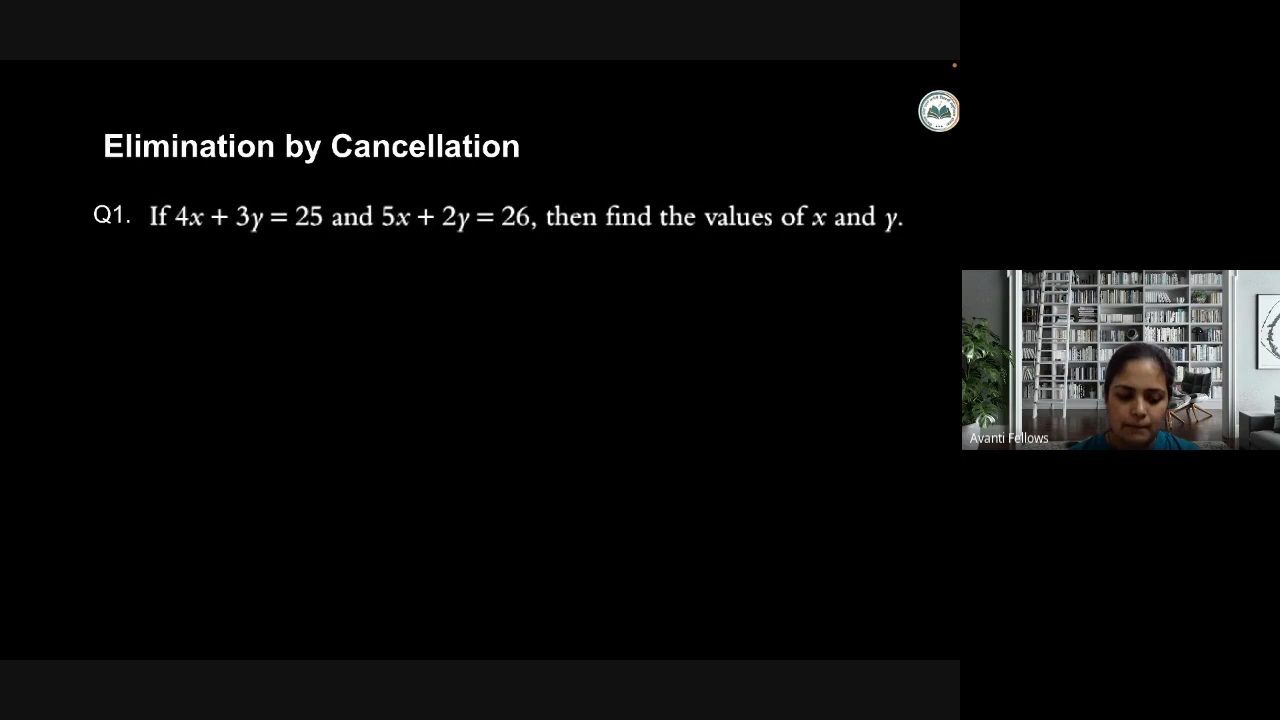 Elimination by Cancellation
Q1. If 4x + 3y = 25 and 5x + 2y = 26, then find the values of x and y.
Avanti Fellows